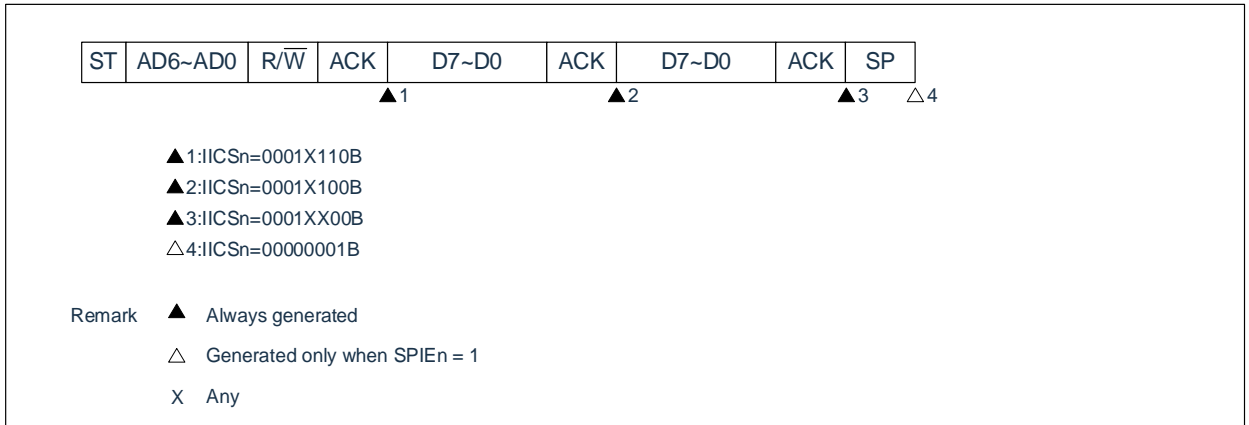 ST AD6~AD0 R/W̅ ACK D7~D0 ACK D7~D0 ACK SP
▲1 ▲2 ▲3 △4
▲1:IICSn=0001X110B
▲2:IICSn=0001X100B
▲3:IICSn=0001XX00B
△4:IICSn=00000001B
Remark ▲ Always generated
△ Generated only when SPIEn = 1
X Any